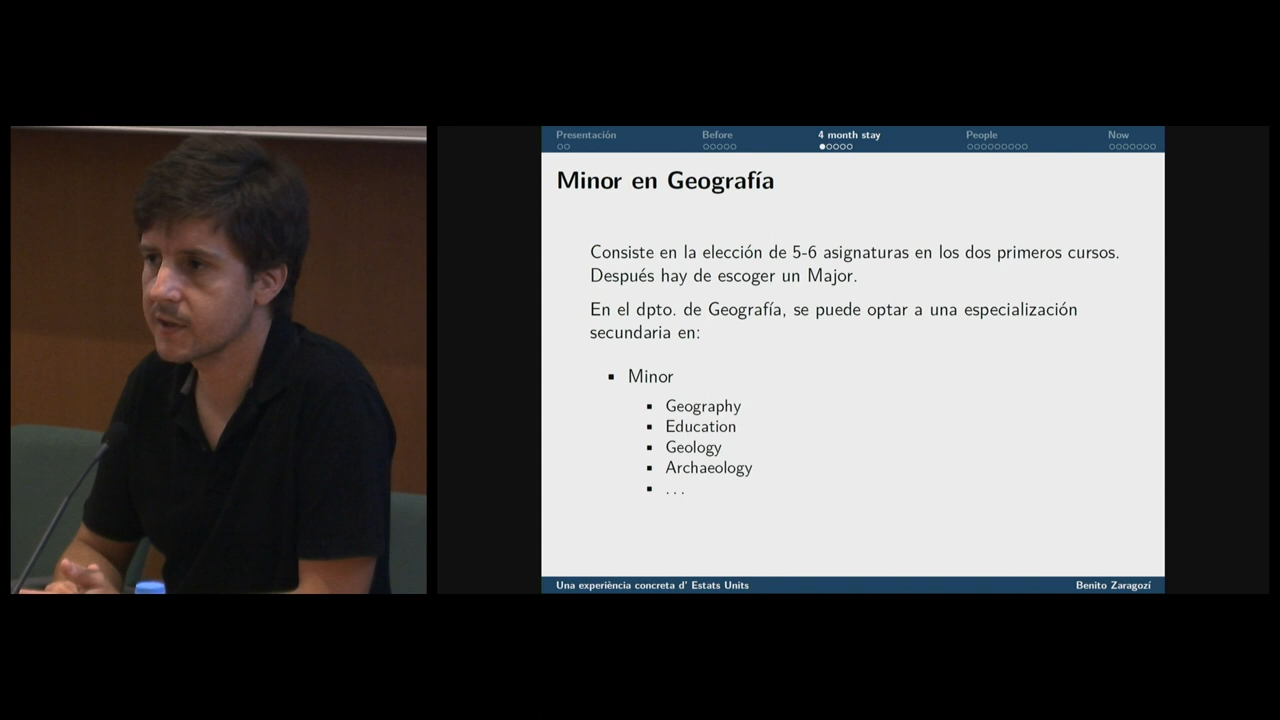 Presentación
Before
4 month stay
People
Now
Minor en Geografía
Consiste en la elección de 5-6 asignaturas en los dos primeros cursos.
Después hay de escoger un Major.
En el dpto. de Geografía, se puede optar a una especialización
secundaria en:
Minor
Geography
Education
Geology
Archaeology
. . .
Una experiència concreta d' Estats Units
Benito Zaragozí